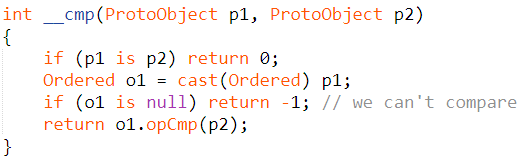 int __cmp(ProtoObject p1, ProtoObject p2)
{
    if (p1 is p2) return 0;
    Ordered o1 = cast(Ordered) p1;
    if (o1 is null) return -1; // we can't compare
    return o1.opCmp(p2);
}